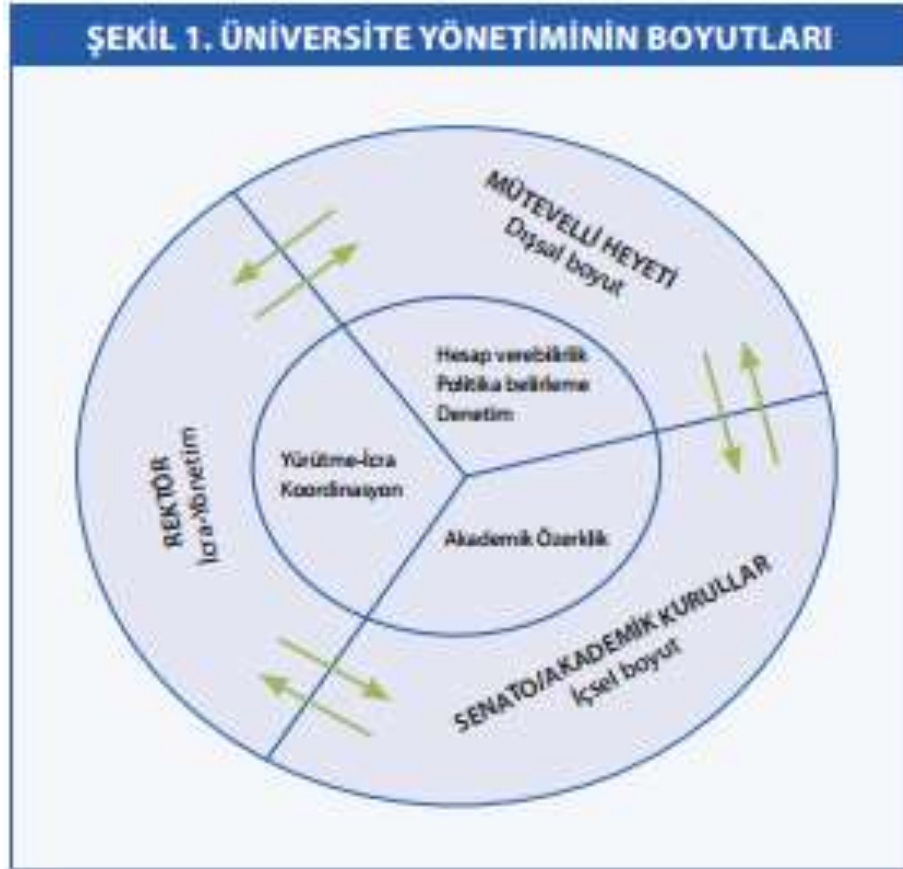 ŞEKİL 1. ÜNİVERSİTE YÖNETİMİNİN BOYUTLARI
MÜTEVELLİ HEYETİ
Dışsal boyut
Hesap verebilirlik
Politika belirleme
Denetim
REKTÖR
İcra-Yönetim
Yürütme-İcra
Koordinasyon
Akademik Özerklik
SENATO/AKADEMİK KURULLAR
İçsel boyut